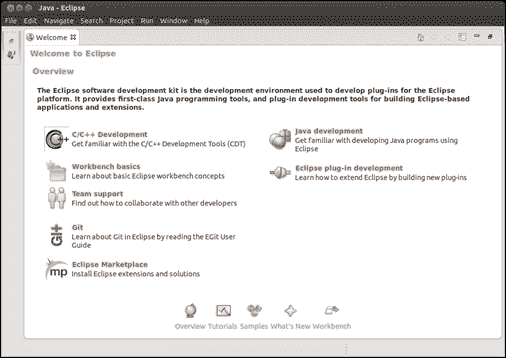 Java - Eclipse
File Edit Navigate Search Project Run Window Help
Welcome
Welcome to Eclipse
Overview
The Eclipse software development kit is the development environment used to develop plug-ins for the Eclipse
platform. It provides first-class Java programming tools, and plug-in development tools for building Eclipse-based
applications and extensions.
C/C++ Development
Get familiar with the C/C++ Development Tools (CDT)
Java development
Get familiar with developing Java programs using
Eclipse
Workbench basics
Learn about basic Eclipse workbench concepts
Eclipse plug-in development
Learn how to extend Eclipse by building new plug-ins
Team support
Find out how to collaborate with other developers
Git
Git
Learn about Git in Eclipse by reading the EGit User
Guide
mp
Eclipse Marketplace
Install Eclipse extensions and solutions
Overview Tutorials Samples What's New Workbench